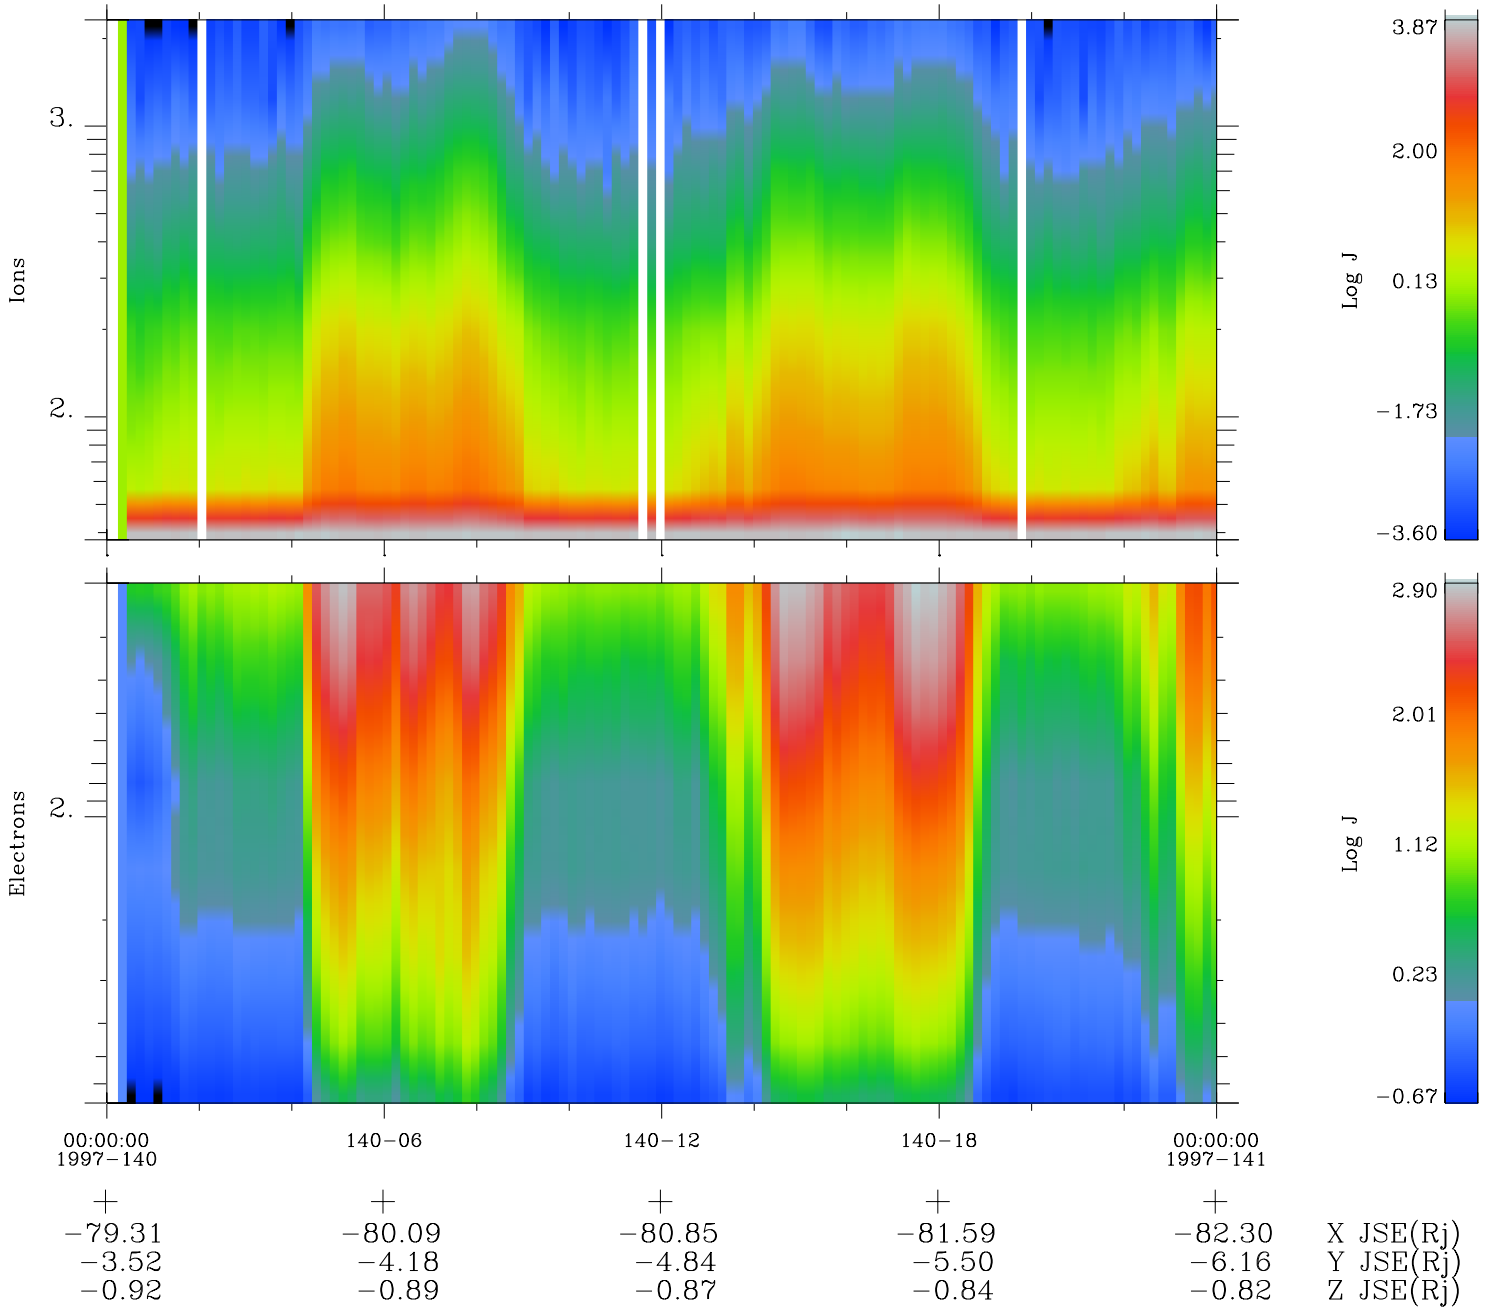 3.87
3.
2.00
Ions
Log J
0.13
2.
-1.73
-3.60
2.90
2.01
2.
Electrons
Log J
1.12
0.23
-0.67
00:00:00 140-06 140-12 140-18 00:00:00
1997-140 1997-141
-79.31 -80.09 -80.85 -81.59 -82.30 X JSE(Rj)
-3.52 -4.18 -4.84 -5.50 -6.16 Y JSE(Rj)
-0.92 -0.89 -0.87 -0.84 -0.82 Z JSE(Rj)